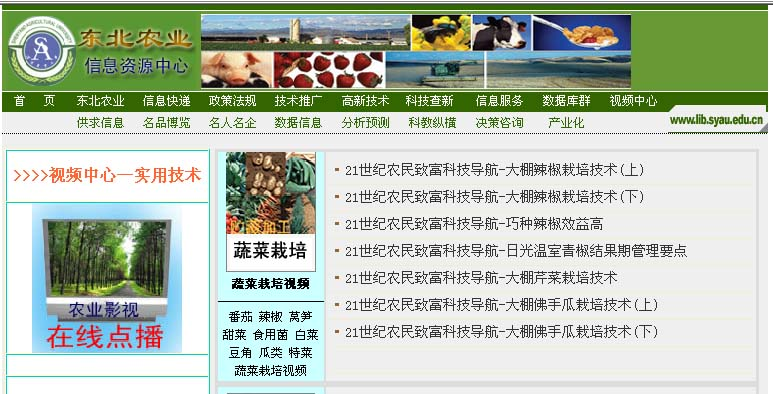 东北农业
信息资源中心
首 页 东北农业 信息快递 政策法规 技术推广 高新技术 科技查新 信息服务 数据库群 视频中心
供求信息 名品博览 名人名企 数据信息 分析预测 科教纵横 决策咨询 产业化
www.lib.syau.edu.cn
>>>>视频中心—实用技术
农业影视
在线点播
蔬菜栽培
蔬菜栽培视频
番茄 辣椒 莴笋
甜菜 食用菌 白菜
豆角 瓜类 特菜
蔬菜栽培视频
21世纪农民致富科技导航-大棚辣椒栽培技术(上)
21世纪农民致富科技导航-大棚辣椒栽培技术(下)
21世纪农民致富科技导航-巧种辣椒效益高
21世纪农民致富科技导航-日光温室青椒结果期管理要点
21世纪农民致富科技导航-大棚芹菜栽培技术
21世纪农民致富科技导航-大棚佛手瓜栽培技术(上)
21世纪农民致富科技导航-大棚佛手瓜栽培技术(下)